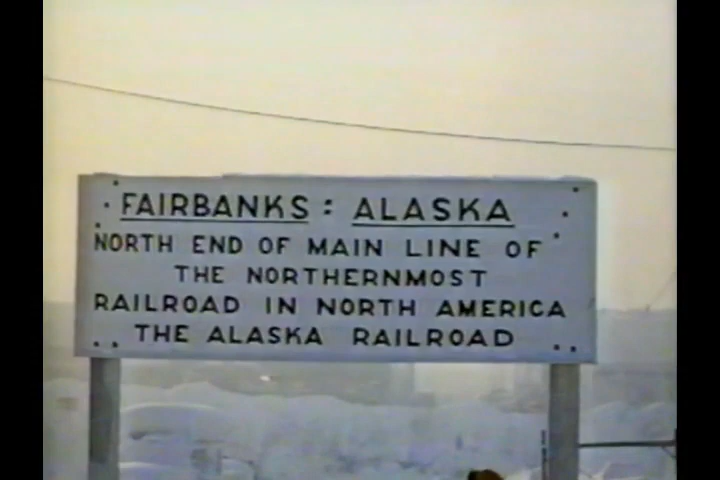 FAIRBANKS : ALASKA
NORTH END OF MAIN LINE OF
THE NORTHERNMOST
RAILROAD IN NORTH AMERICA
THE ALASKA RAILROAD